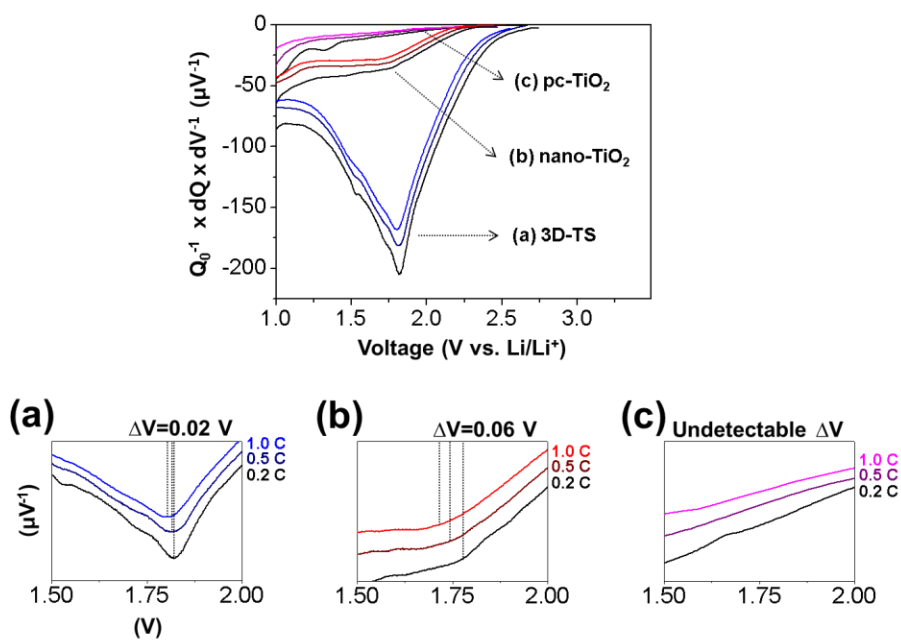 0
-50
-100
-150
-200
Q₀⁻¹ x dQ x dV⁻¹ (µV⁻¹)
(c) pc-TiO₂
(b) nano-TiO₂
(a) 3D-TS
1.0 1.5 2.0 2.5 3.0
Voltage (V vs. Li/Li⁺)
(a)
ΔV=0.02 V
1.0 C
0.5 C
0.2 C
(µV⁻¹)
1.50 1.75 2.00
(V)
(b)
ΔV=0.06 V
1.0 C
0.5 C
0.2 C
1.50 1.75 2.00
(c)
Undetectable ΔV
1.0 C
0.5 C
0.2 C
1.50 1.75 2.00